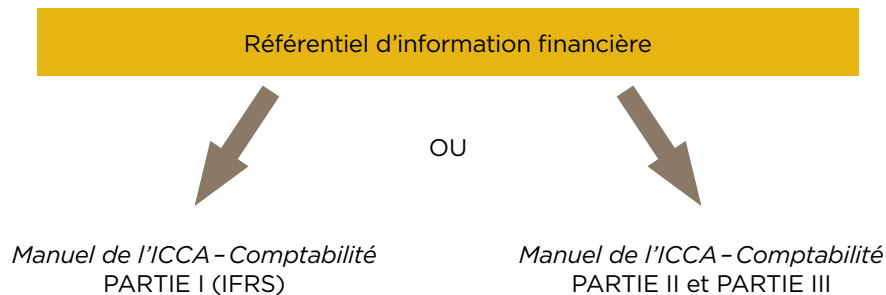 Référentiel d'information financière
OU
Manuel de l'ICCA – Comptabilité
PARTIE I (IFRS)
Manuel de l'ICCA – Comptabilité
PARTIE II et PARTIE III